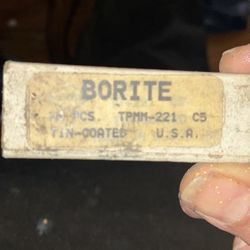 BORITE
PCS. TPMM-221 C5
TIN-COATED U.S.A.